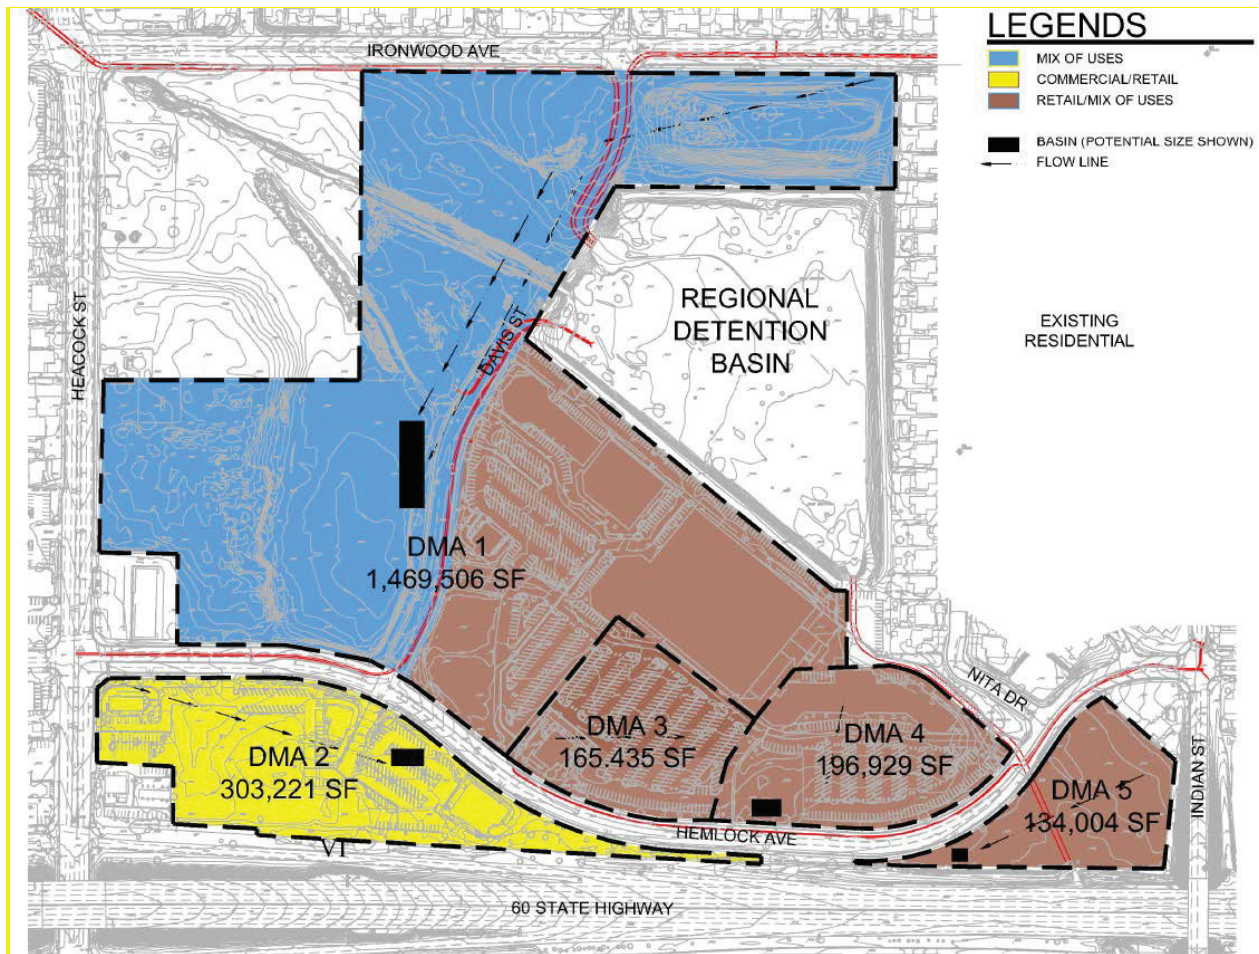 LEGENDS
MIX OF USES
COMMERCIAL/RETAIL
RETAIL/MIX OF USES
BASIN (POTENTIAL SIZE SHOWN)
FLOW LINE
IRONWOOD AVE
HEACOCK ST
DAVIS ST
REGIONAL
DETENTION
BASIN
EXISTING
RESIDENTIAL
DMA 1
1,469,506 SF
NITA DR
DMA 2
303,221 SF
DMA 3
165.435 SF
DMA 4
196,929 SF
DMA 5
134,004 SF
INDIAN ST
HEMLOCK AVE
VI
60 STATE HIGHWAY